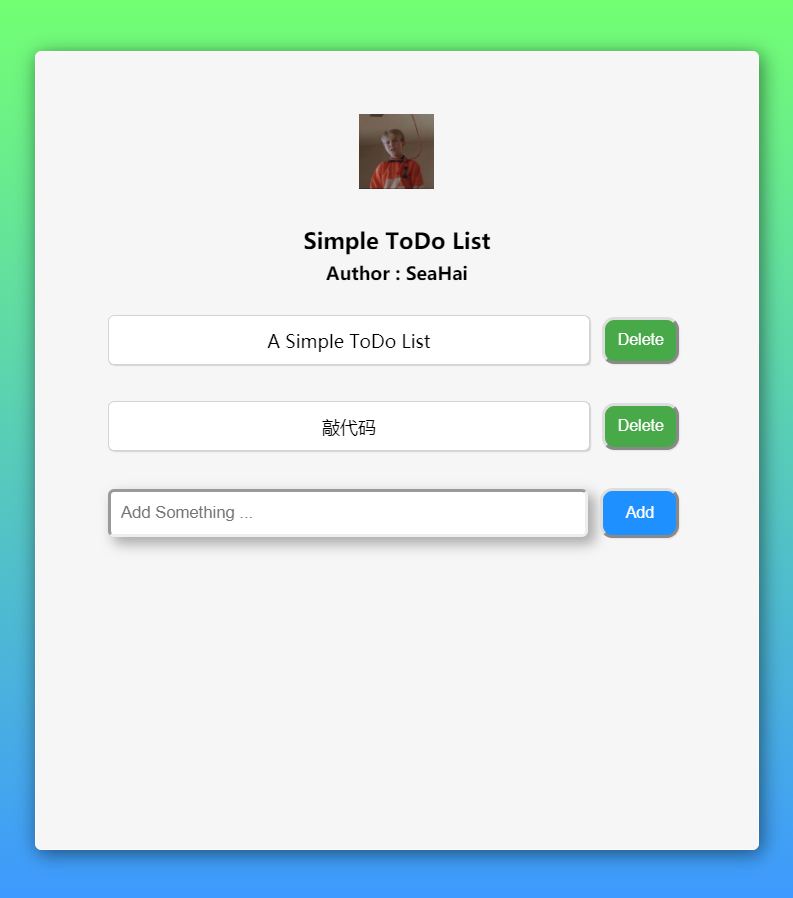 Simple ToDo List
Author : SeaHai
A Simple ToDo List
Delete
敲代码
Delete
Add Something ...
Add